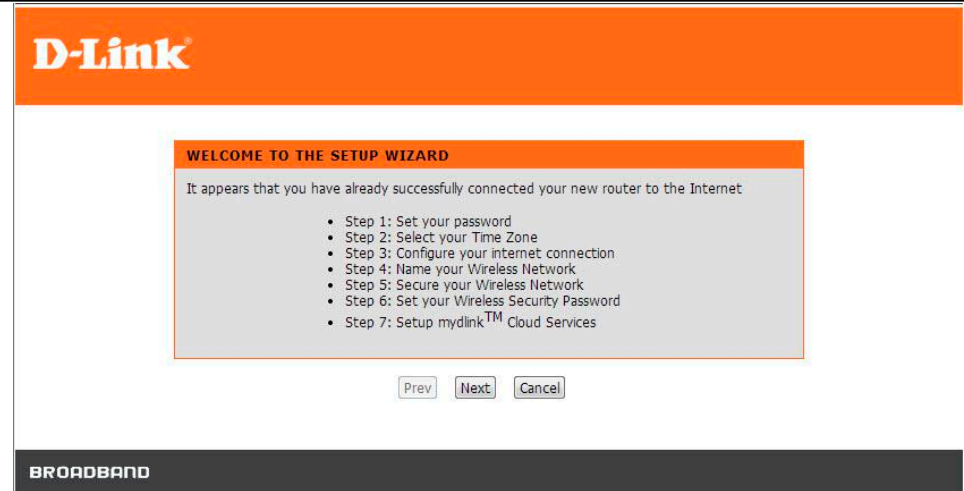 D-Link
WELCOME TO THE SETUP WIZARD
It appears that you have already successfully connected your new router to the Internet
• Step 1: Set your password
• Step 2: Select your Time Zone
• Step 3: Configure your internet connection
• Step 4: Name your Wireless Network
• Step 5: Secure your Wireless Network
• Step 6: Set your Wireless Security Password
• Step 7: Setup mydlink™ Cloud Services
Prev Next Cancel
BROADBAND